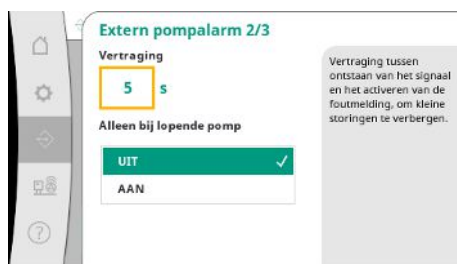 Extern pompalarm 2/3
Vertraging
5 s
Alleen bij lopende pomp
UIT
AAN
Vertraging tussen
ontstaan van het signaal
en het activeren van de
foutmelding, om kleine
storingen te verbergen.